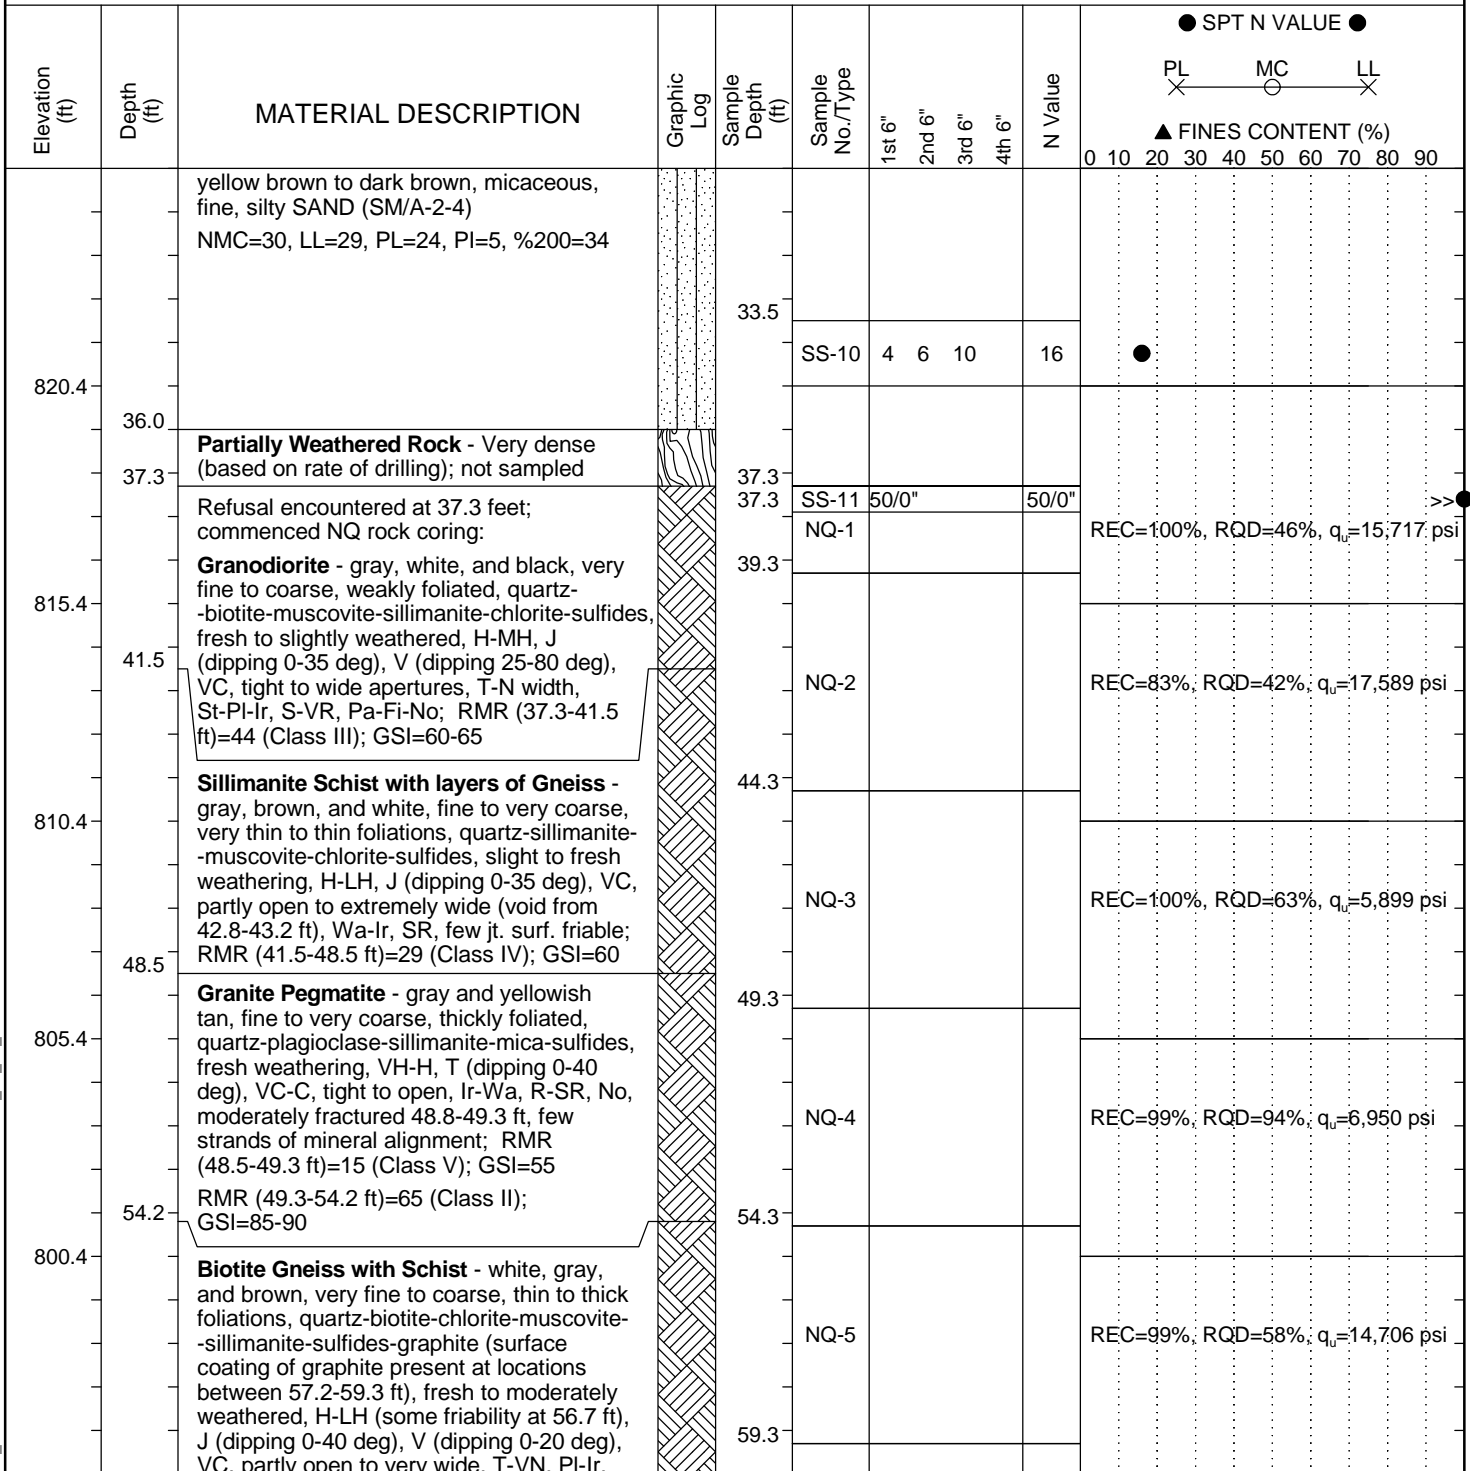 ● SPT N VALUE ●
PL MC LL
▲ FINES CONTENT (%)
0 10 20 30 40 50 60 70 80 90
Elevation
(ft)
Depth
(ft)
MATERIAL DESCRIPTION
Graphic
Log
Sample
Depth
(ft)
Sample
No./Type
1st 6"
2nd 6"
3rd 6"
4th 6"
N Value
yellow brown to dark brown, micaceous,
fine, silty SAND (SM/A-2-4)
NMC=30, LL=29, PL=24, PI=5, %200=34
33.5
SS-10 4 6 10 16
820.4
36.0
Partially Weathered Rock - Very dense
(based on rate of drilling); not sampled
37.3
37.3
Refusal encountered at 37.3 feet;
commenced NQ rock coring:
37.3 SS-11 50/0" 50/0" >>●
NQ-1 REC=100%, RQD=46%, qu=15,717 psi
39.3
Granodiorite - gray, white, and black, very
fine to coarse, weakly foliated, quartz-
-biotite-muscovite-sillimanite-chlorite-sulfides,
fresh to slightly weathered, H-MH, J
(dipping 0-35 deg), V (dipping 25-80 deg),
VC, tight to wide apertures, T-N width,
St-Pl-Ir, S-VR, Pa-Fi-No; RMR (37.3-41.5
ft)=44 (Class III); GSI=60-65
815.4
41.5
NQ-2 REC=83%, RQD=42%, qu=17,589 psi
44.3
Sillimanite Schist with layers of Gneiss -
gray, brown, and white, fine to very coarse,
very thin to thin foliations, quartz-sillimanite-
-muscovite-chlorite-sulfides, slight to fresh
weathering, H-LH, J (dipping 0-35 deg), VC,
partly open to extremely wide (void from
42.8-43.2 ft), Wa-Ir, SR, few jt. surf. friable;
RMR (41.5-48.5 ft)=29 (Class IV); GSI=60
810.4
NQ-3 REC=100%, RQD=63%, qu=5,899 psi
48.5
49.3
Granite Pegmatite - gray and yellowish
tan, fine to very coarse, thickly foliated,
quartz-plagioclase-sillimanite-mica-sulfides,
fresh weathering, VH-H, T (dipping 0-40
deg), VC-C, tight to open, Ir-Wa, R-SR, No,
moderately fractured 48.8-49.3 ft, few
strands of mineral alignment; RMR
(48.5-49.3 ft)=15 (Class V); GSI=55
RMR (49.3-54.2 ft)=65 (Class II);
GSI=85-90
805.4
NQ-4 REC=99%, RQD=94%, qu=6,950 psi
54.2
54.3
800.4
Biotite Gneiss with Schist - white, gray,
and brown, very fine to coarse, thin to thick
foliations, quartz-biotite-chlorite-muscovite-
-sillimanite-sulfides-graphite (surface
coating of graphite present at locations
between 57.2-59.3 ft), fresh to moderately
weathered, H-LH (some friability at 56.7 ft),
J (dipping 0-40 deg), V (dipping 0-20 deg),
VC, partly open to very wide, T-VN, Pl-Ir,
NQ-5 REC=99%, RQD=58%, qu=14,706 psi
59.3